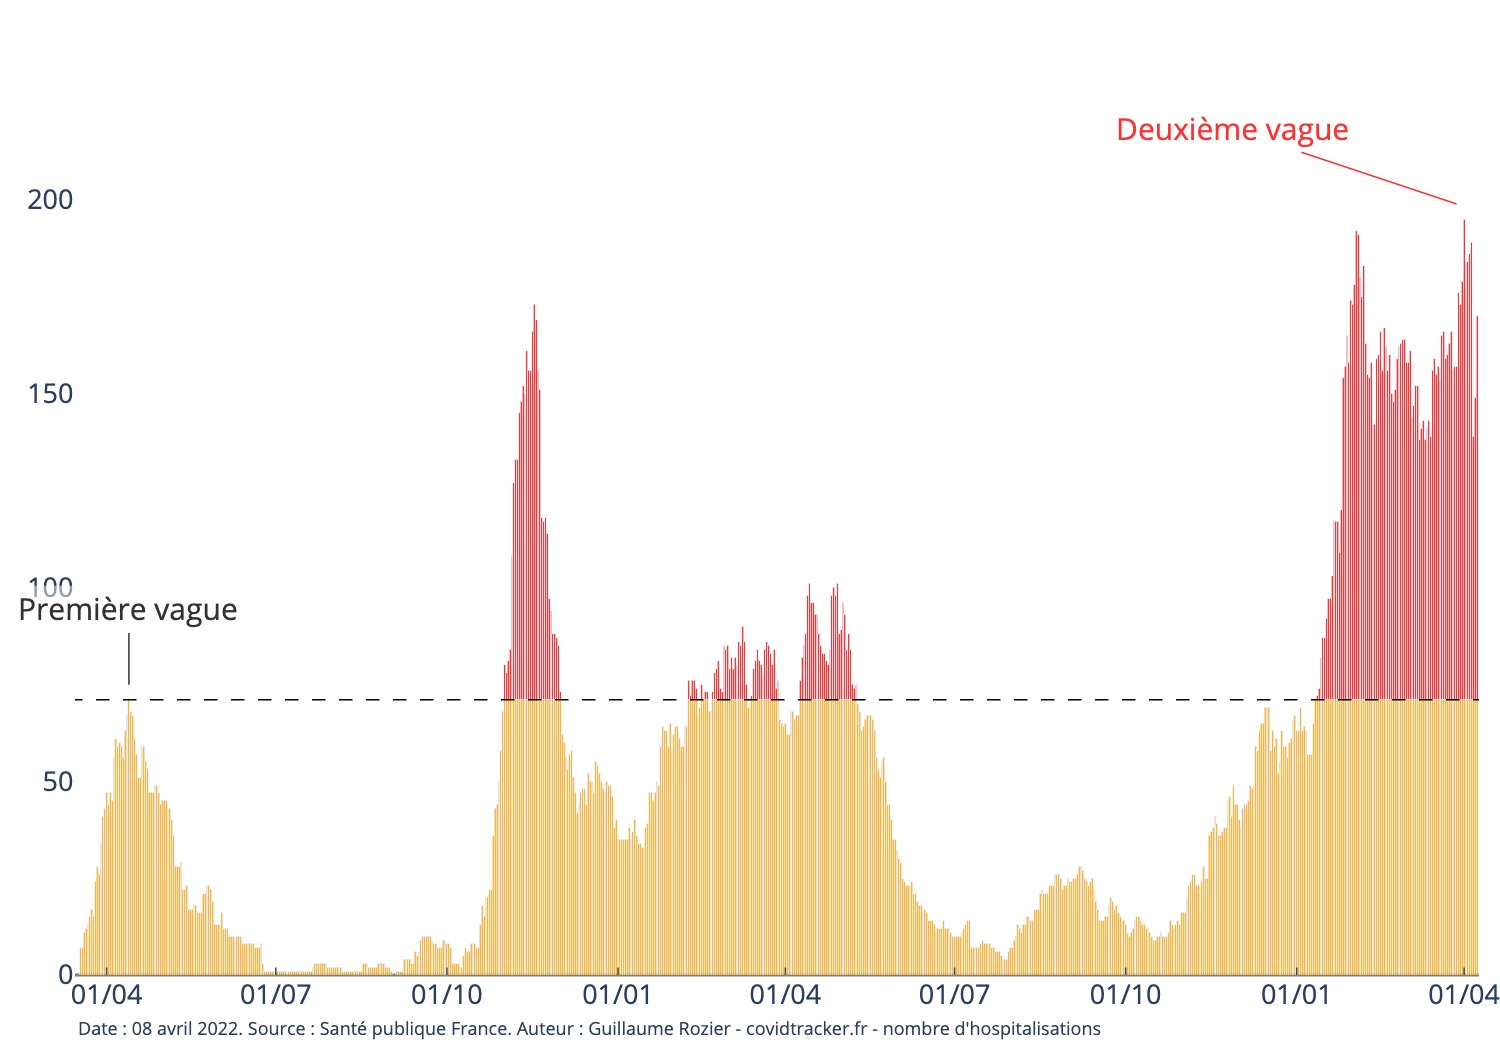 Deuxième vague
200
150
100
Première vague
50
0
01/04 01/07 01/10 01/01 01/04 01/07 01/10 01/01 01/04
Date : 08 avril 2022. Source : Santé publique France. Auteur : Guillaume Rozier - covidtracker.fr - nombre d'hospitalisations